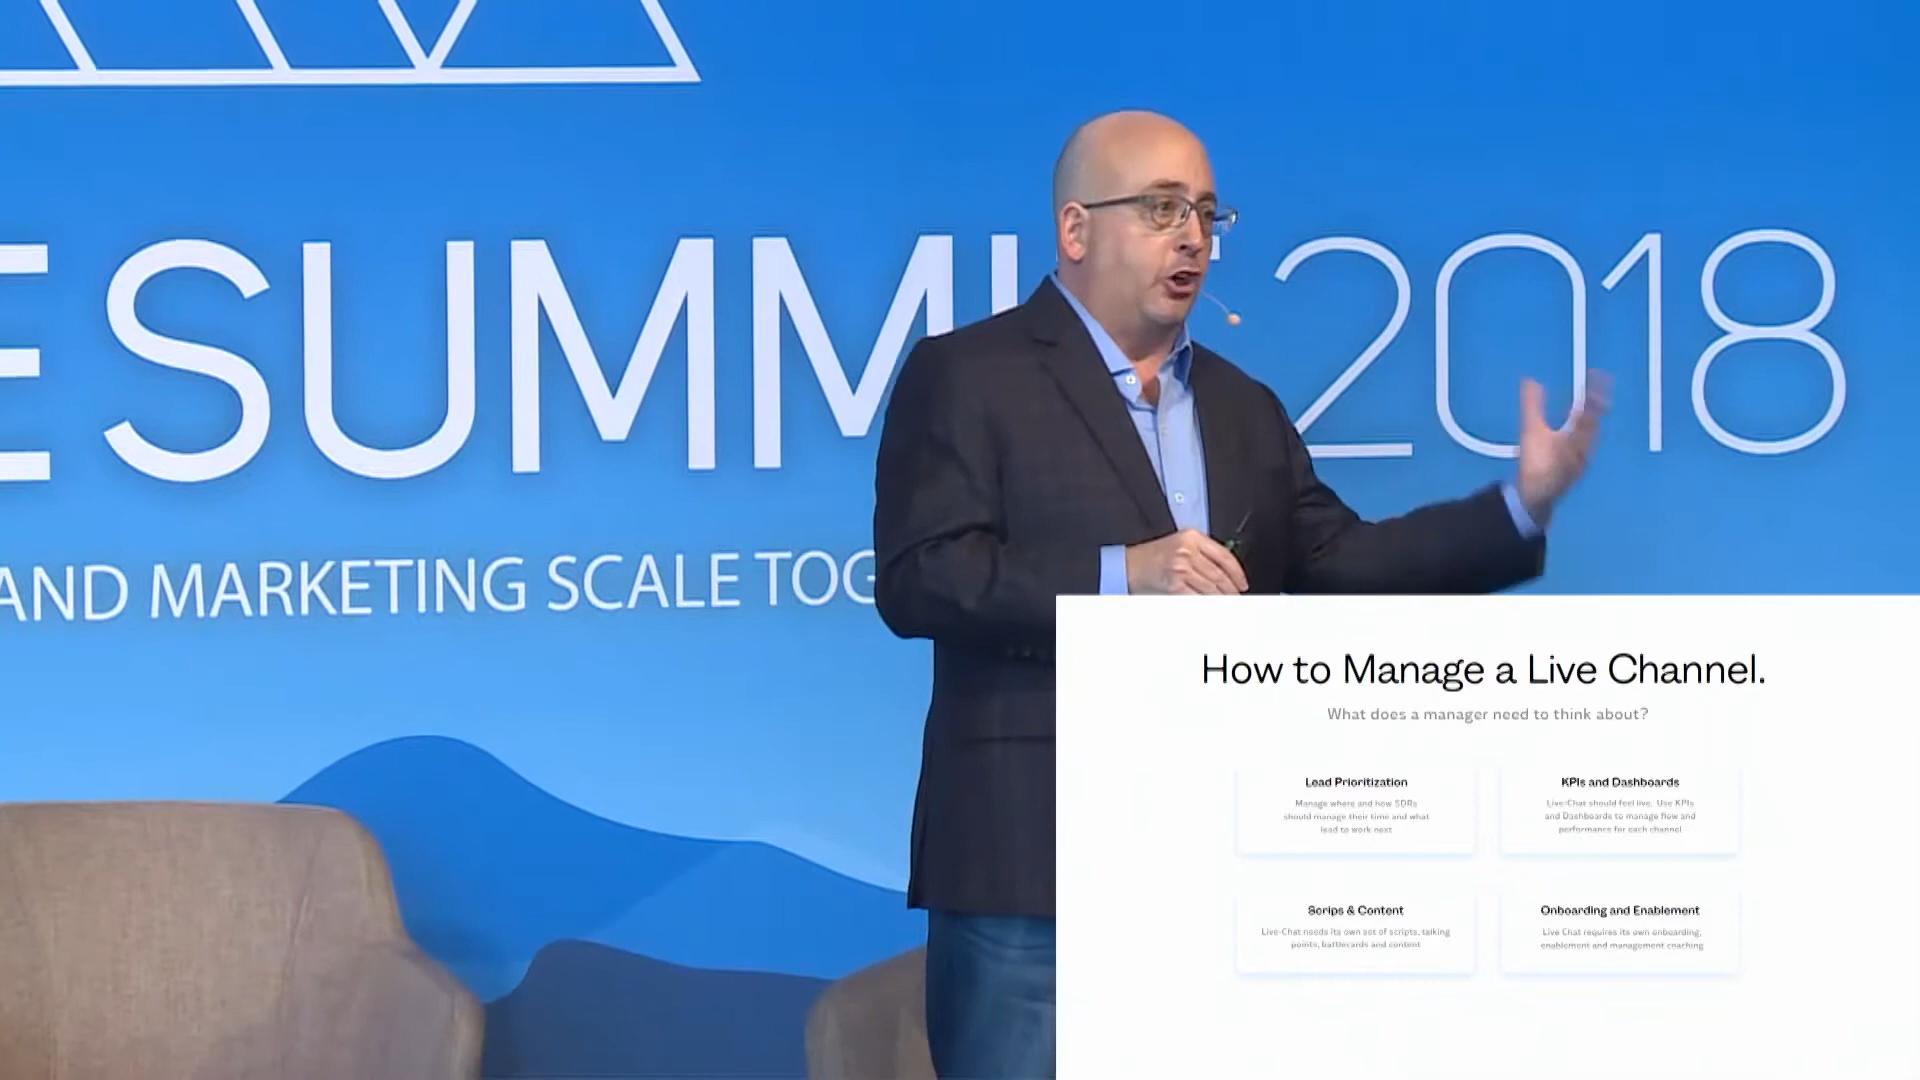 E SUMMIT 2018
AND MARKETING SCALE TOG
How to Manage a Live Channel.
What does a manager need to think about?
Lead Prioritization
Manage where and how SDRs
should manage their time and what
lead to work next
KPIs and Dashboards
Live-Chat should feel live. Use KPIs
and Dashboards to manage flow and
performance for each channel
Scrips & Content
Live-Chat needs its own set of scripts, talking
points, battlecards and content
Onboarding and Enablement
Live Chat requires its own onboarding,
enablement and management coaching